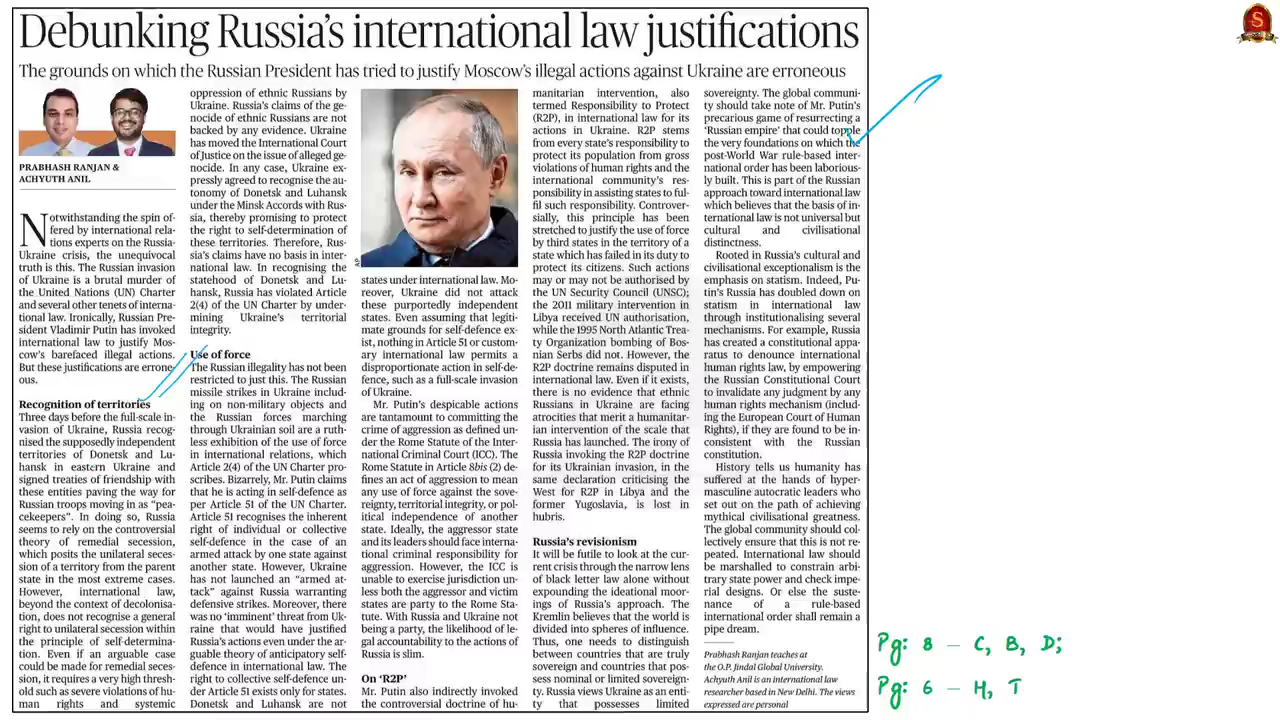 Debunking Russia's international law justifications
The grounds on which the Russian President has tried to justify Moscow's illegal actions against Ukraine are erroneous
PRABHASH RANJAN &
ACHYUTH ANIL
Notwithstanding the spin of-
fered by international rela-
tions experts on the Russia-
Ukraine crisis, the unequivocal
truth is this. The Russian invasion
of Ukraine is a brutal murder of
the United Nations (UN) Charter
and several other tenets of interna-
tional law. Ironically, Russian Pre-
sident Vladimir Putin has invoked
international law to justify Mos-
cow's barefaced illegal actions.
But these justifications are errone-
ous.
Recognition of territories
Three days before the full-scale in-
vasion of Ukraine, Russia recog-
nised the supposedly independent
territories of Donetsk and Lu-
hansk in eastern Ukraine and
signed treaties of friendship with
these entities paving the way for
Russian troops moving in as "pea-
cekeepers". In doing so, Russia
seems to rely on the controversial
theory of remedial secession,
which posits the unilateral seces-
sion of a territory from the parent
state in the most extreme cases.
However, international law,
beyond the context of decolonisa-
tion, does not recognise a general
right to unilateral secession within
the principle of self-determina-
tion. Even if an arguable case
could be made for remedial seces-
sion, it requires a very high thresh-
old such as severe violations of hu-
man rights and systemic
oppression of ethnic Russians by
Ukraine. Russia's claims of the ge-
nocide of ethnic Russians are not
backed by any evidence. Ukraine
has moved the International Court
of Justice on the issue of alleged ge-
nocide. In any case, Ukraine ex-
pressly agreed to recognise the au-
tonomy of Donetsk and Luhansk
under the Minsk Accords with Rus-
sia, thereby promising to protect
the right to self-determination of
these territories. Therefore, Rus-
sia's claims have no basis in inter-
national law. In recognising the
statehood of Donetsk and Lu-
hansk, Russia has violated Article
2(4) of the UN Charter by under-
mining Ukraine's territorial
integrity.
Use of force
The Russian illegality has not been
restricted to just this. The Russian
missile strikes in Ukraine includ-
ing on non-military objects and
the Russian forces marching
through Ukrainian soil are a ruth-
less exhibition of the use of force
in international relations, which
Article 2(4) of the UN Charter pro-
scribes. Bizarrely, Mr. Putin claims
that he is acting in self-defence as
per Article 51 of the UN Charter.
Article 51 recognises the inherent
right of individual or collective
self-defence in the case of an
armed attack by one state against
another state. However, Ukraine
has not launched an "armed at-
tack" against Russia warranting
defensive strikes. Moreover, there
was no 'imminent' threat from Uk-
raine that would have justified
Russia's actions even under the ar-
guable theory of anticipatory self-
defence in international law. The
right to collective self-defence un-
der Article 51 exists only for states.
Donetsk and Luhansk are not
AP
states under international law. Mo-
reover, Ukraine did not attack
these purportedly independent
states. Even assuming that legiti-
mate grounds for self-defence ex-
ist, nothing in Article 51 or custom-
ary international law permits a
disproportionate action in self-de-
fence, such as a full-scale invasion
of Ukraine.
Mr. Putin's despicable actions
are tantamount to committing the
crime of aggression as defined un-
der the Rome Statute of the Inter-
national Criminal Court (ICC). The
Rome Statute in Article 8bis (2) de-
fines an act of aggression to mean
any use of force against the sove-
reignty, territorial integrity, or pol-
itical independence of another
state. Ideally, the aggressor state
and its leaders should face interna-
tional criminal responsibility for
aggression. However, the ICC is
unable to exercise jurisdiction un-
less both the aggressor and victim
states are party to the Rome Sta-
tute. With Russia and Ukraine not
being a party, the likelihood of le-
gal accountability to the actions of
Russia is slim.
On 'R2P'
Mr. Putin also indirectly invoked
the controversial doctrine of hu-
manitarian intervention, also
termed Responsibility to Protect
(R2P), in international law for its
actions in Ukraine. R2P stems
from every state's responsibility to
protect its population from gross
violations of human rights and the
international community's res-
ponsibility in assisting states to ful-
fil such responsibility. Controver-
sially, this principle has been
stretched to justify the use of force
by third states in the territory of a
state which has failed in its duty to
protect its citizens. Such actions
may or may not be authorised by
the UN Security Council (UNSC);
the 2011 military intervention in
Libya received UN authorisation,
while the 1995 North Atlantic Trea-
ty Organization bombing of Bos-
nian Serbs did not. However, the
R2P doctrine remains disputed in
international law. Even if it exists,
there is no evidence that ethnic
Russians in Ukraine are facing
atrocities that merit a humanitar-
ian intervention of the scale that
Russia has launched. The irony of
Russia invoking the R2P doctrine
for its Ukrainian invasion, in the
same declaration criticising the
West for R2P in Libya and the
former Yugoslavia, is lost in
hubris.
Russia's revisionism
It will be futile to look at the cur-
rent crisis through the narrow lens
of black letter law alone without
expounding the ideational moor-
ings of Russia's approach. The
Kremlin believes that the world is
divided into spheres of influence.
Thus, one needs to distinguish
between countries that are truly
sovereign and countries that pos-
sess nominal or limited sovereign-
ty. Russia views Ukraine as an enti-
ty that possesses limited
sovereignty. The global communi-
ty should take note of Mr. Putin's
precarious game of resurrecting a
'Russian empire' that could topple
the very foundations on which the
post-World War rule-based inter-
national order has been laborious-
ly built. This is part of the Russian
approach toward international law
which believes that the basis of in-
ternational law is not universal but
cultural and civilisational
distinctness.
Rooted in Russia's cultural and
civilisational exceptionalism is the
emphasis on statism. Indeed, Pu-
tin's Russia has doubled down on
statism in international law
through institutionalising several
mechanisms. For example, Russia
has created a constitutional appa-
ratus to denounce international
human rights law, by empowering
the Russian Constitutional Court
to invalidate any judgment by any
human rights mechanism (includ-
ing the European Court of Human
Rights), if they are found to be in-
consistent with the Russian
constitution.
History tells us humanity has
suffered at the hands of hyper-
masculine autocratic leaders who
set out on the path of achieving
mythical civilisational greatness.
The global community should col-
lectively ensure that this is not re-
peated. International law should
be marshalled to constrain arbi-
trary state power and check impe-
rial designs. Or else the suste-
nance of a rule-based
international order shall remain a
pipe dream.
Prabhash Ranjan teaches at
the O.P. Jindal Global University.
Achyuth Anil is an international law
researcher based in New Delhi. The views
expressed are personal
Pg: 8 – C, B, D;
Pg: 6 – H, T